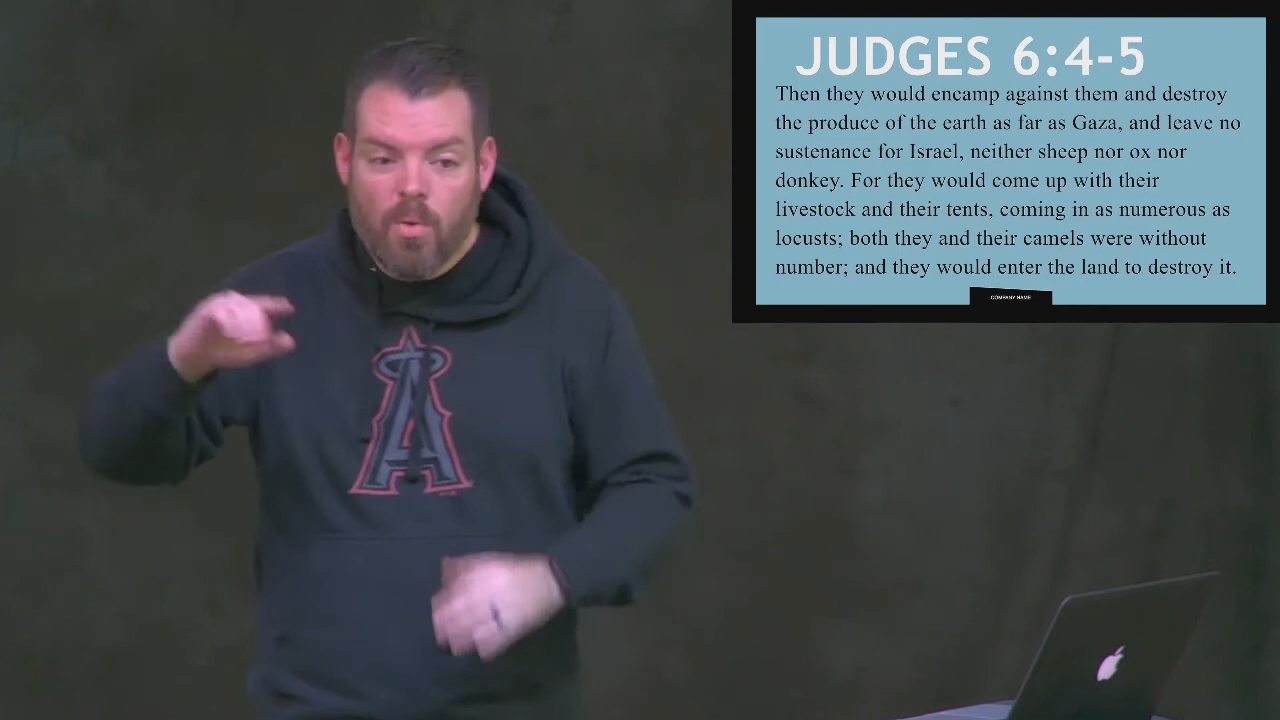 JUDGES 6:4-5
Then they would encamp against them and destroy
the produce of the earth as far as Gaza, and leave no
sustenance for Israel, neither sheep nor ox nor
donkey. For they would come up with their
livestock and their tents, coming in as numerous as
locusts; both they and their camels were without
number; and they would enter the land to destroy it.
COMPANY NAME
A